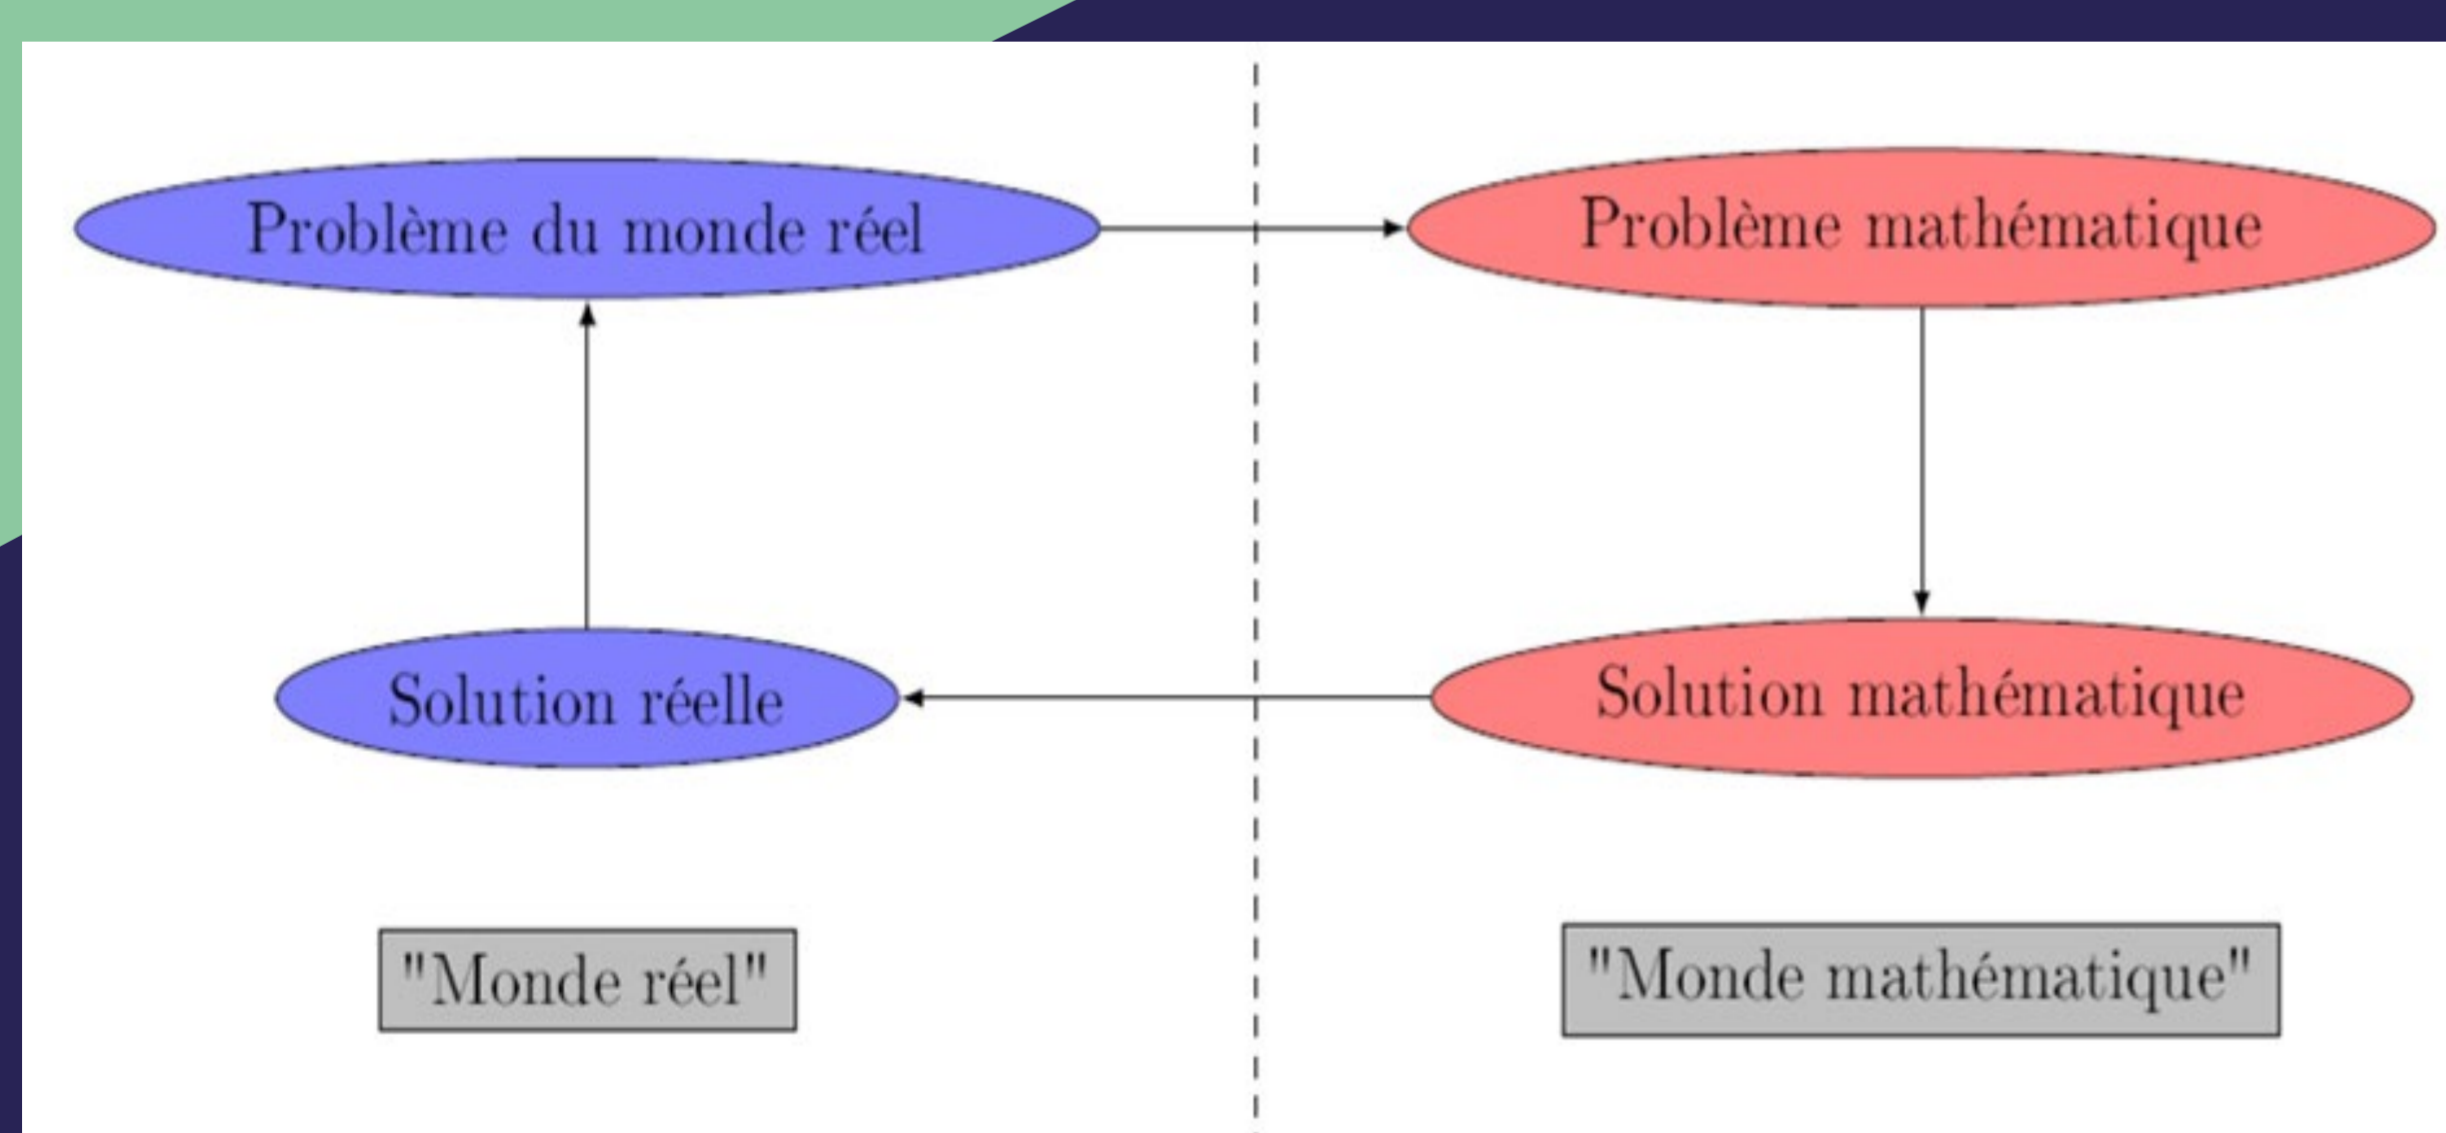 Problème du monde réel
Problème mathématique
Solution réelle
Solution mathématique
"Monde réel"
"Monde mathématique"